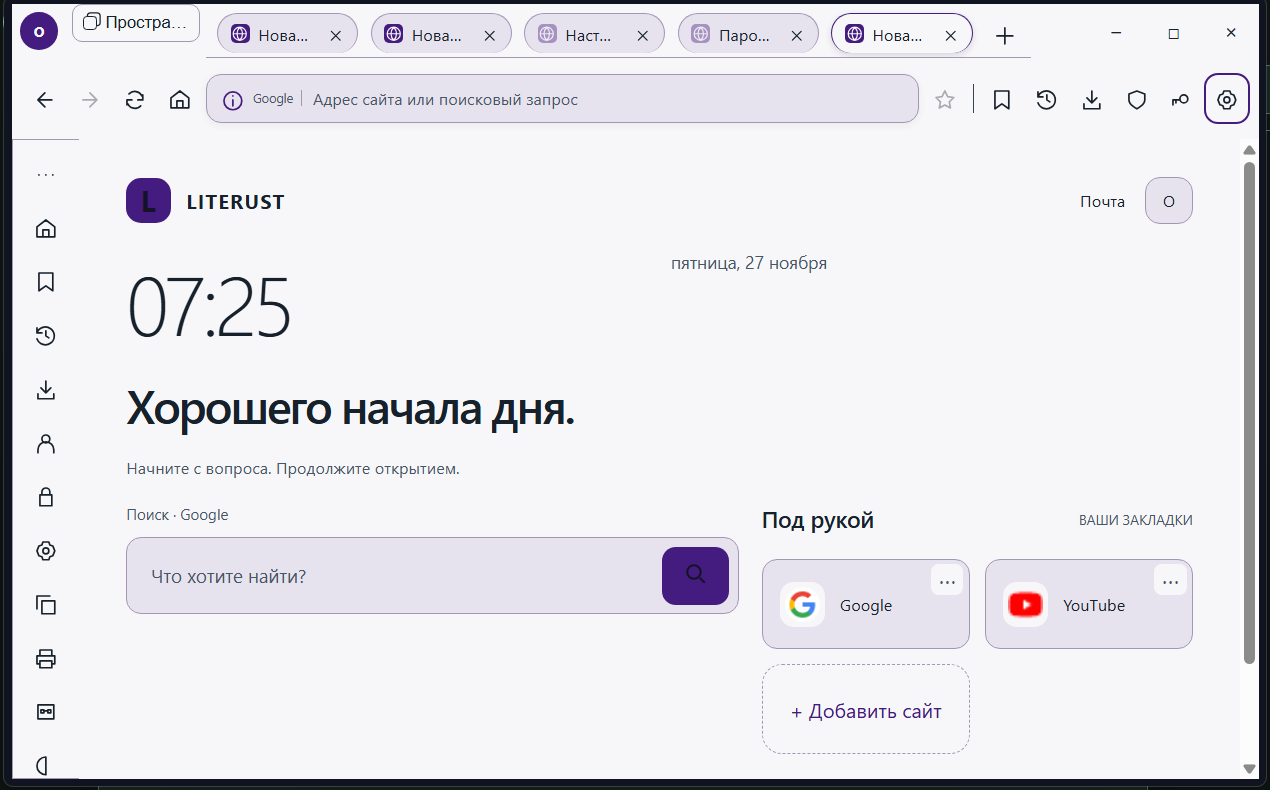 O
Простра...
Нова...
Нова...
Наст...
Паро...
Нова...
Google
Адрес сайта или поисковый запрос
L
LITERUST
Почта
O
07:25
пятница, 27 ноября
Хорошего начала дня.
Начните с вопроса. Продолжите открытием.
Поиск · Google
Что хотите найти?
Под рукой
ВАШИ ЗАКЛАДКИ
Google
YouTube
+ Добавить сайт